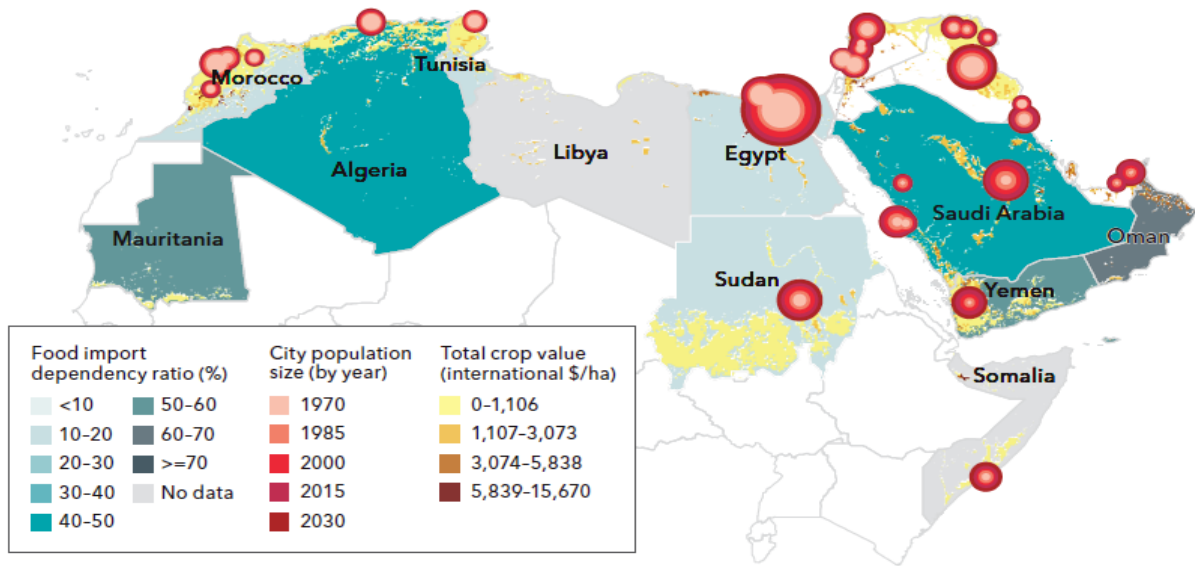 Morocco
Tunisia
Algeria
Libya
Egypt
Mauritania
Saudi Arabia
Oman
Sudan
Yemen
Somalia
Food import
dependency ratio (%)
<10
10–20
20–30
30–40
40–50
50–60
60–70
>=70
No data
City population
size (by year)
1970
1985
2000
2015
2030
Total crop value
(international $/ha)
0–1,106
1,107–3,073
3,074–5,838
5,839–15,670